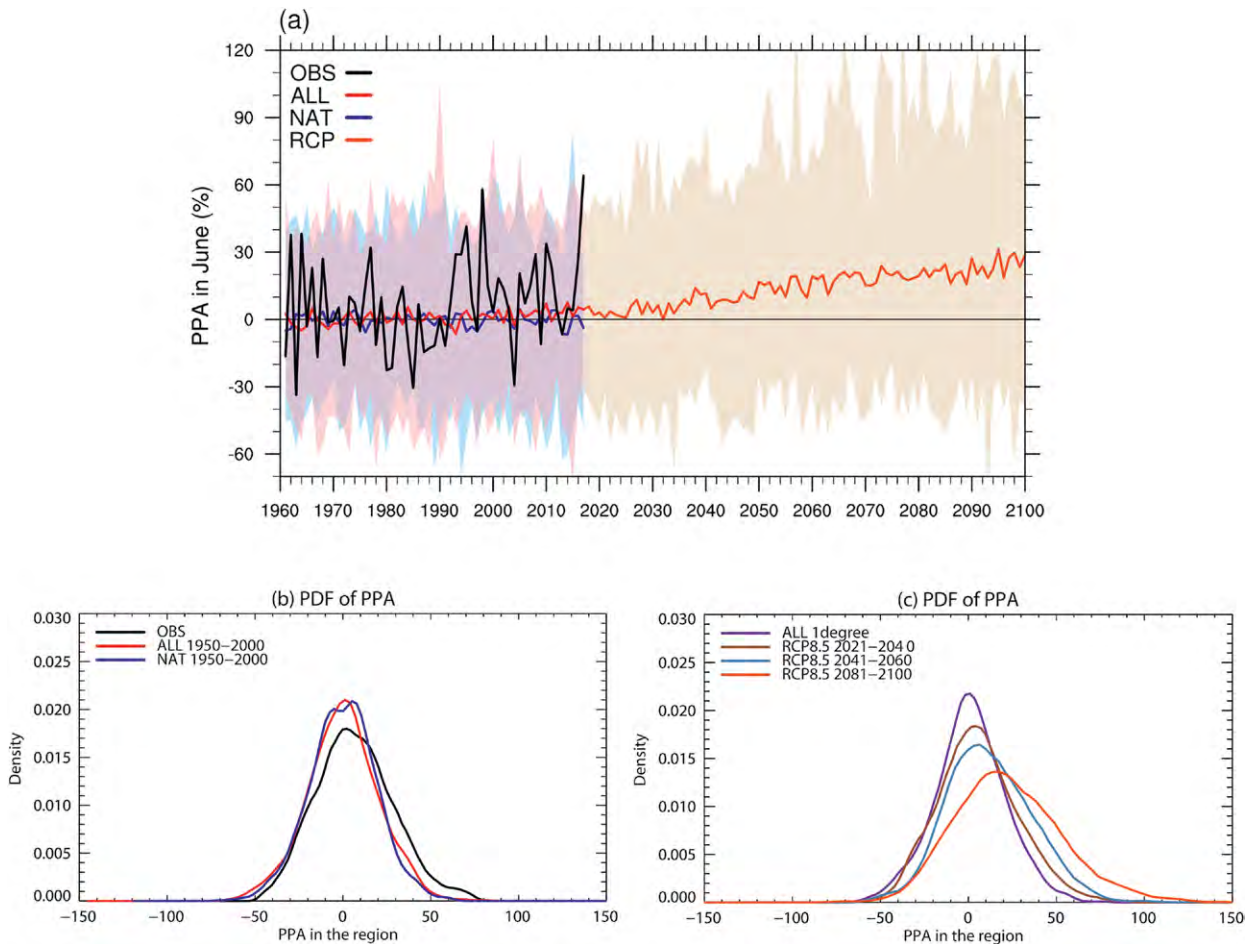 (a)
120
90
60
30
0
-30
-60
PPA in June (%)
OBS
ALL
NAT
RCP
1960 1970 1980 1990 2000 2010 2020 2030 2040 2050 2060 2070 2080 2090 2100
(b) PDF of PPA
0.030
0.025
0.020
0.015
0.010
0.005
0.000
Density
OBS
ALL 1950−2000
NAT 1950−2000
−150 −100 −50 0 50 100 150
PPA in the region
(c) PDF of PPA
0.030
0.025
0.020
0.015
0.010
0.005
0.000
Density
ALL 1degree
RCP8.5 2021−204 0
RCP8.5 2041−2060
RCP8.5 2081−2100
−150 −100 −50 0 50 100 150
PPA in the region